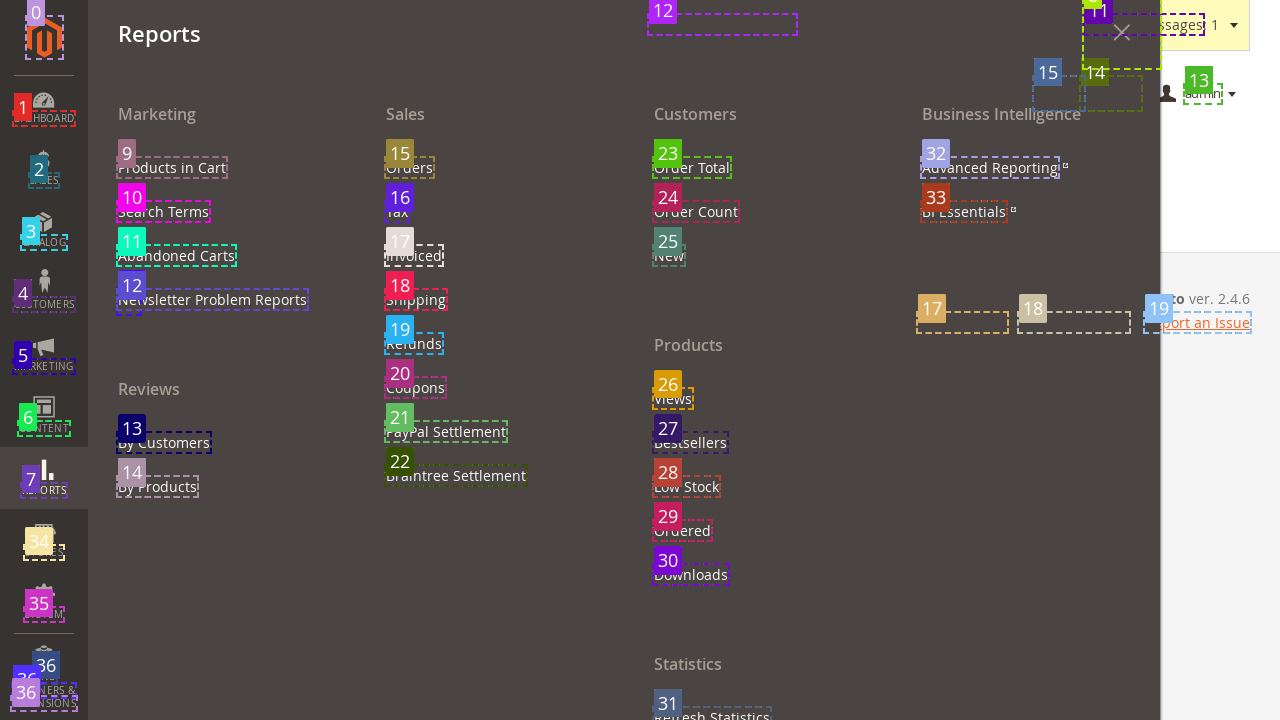 0
Reports
12
11
ssages: 1
15
14
13
admin
1
DASHBOARD
2
3
4
CUSTOMERS
5
MARKETING
6
CONTENT
7
REPORTS
34
35
36
36
NERS &
NSIONS
Marketing
9
Products in Cart
10
Search Terms
11
Abandoned Carts
12
Newsletter Problem Reports
Reviews
13
By Customers
14
By Products
Sales
15
Orders
16
Tax
17
Invoiced
18
Shipping
19
Refunds
20
Coupons
21
PayPal Settlement
22
Braintree Settlement
Customers
23
Order Total
24
Order Count
25
New
Products
26
Views
27
Bestsellers
28
Low Stock
29
Ordered
30
Downloads
Statistics
31
Refresh Statistics
Business Intelligence
32
Advanced Reporting
33
BI Essentials
17
18
19
to ver. 2.4.6
port an Issue